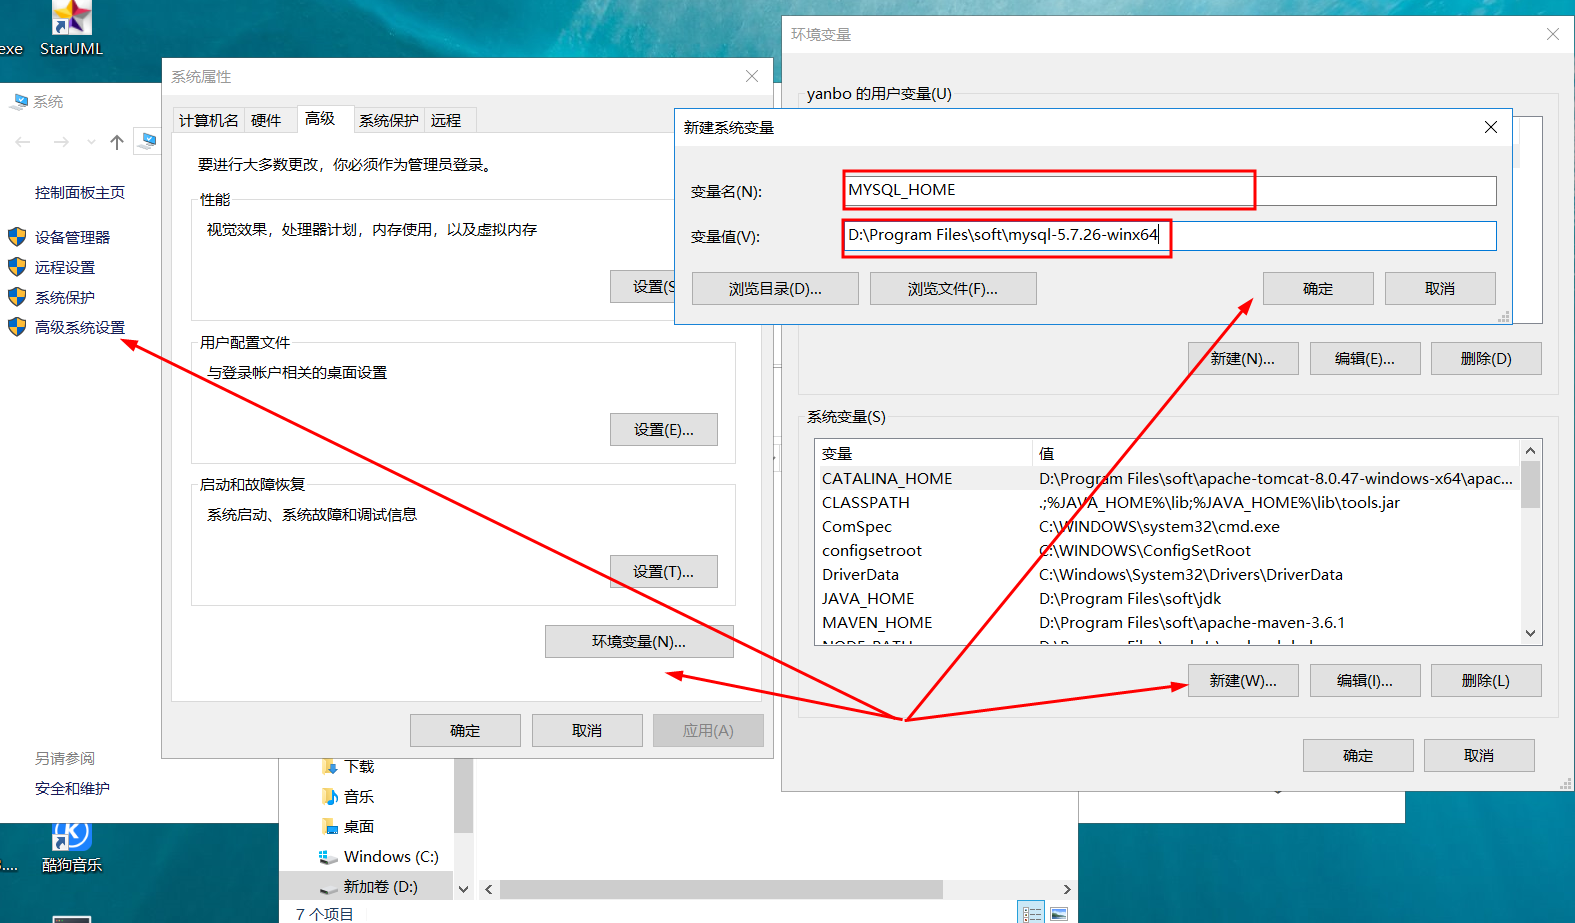 exe
StarUML
系统
控制面板主页
设备管理器
远程设置
系统保护
高级系统设置
另请参阅
安全和维护
酷狗音乐
系统属性
计算机名
硬件
高级
系统保护
远程
要进行大多数更改，你必须作为管理员登录。
性能
视觉效果，处理器计划，内存使用，以及虚拟内存
设置(S
用户配置文件
与登录帐户相关的桌面设置
设置(E)...
启动和故障恢复
系统启动、系统故障和调试信息
设置(T)...
环境变量(N)...
确定
取消
应用(A)
下载
音乐
桌面
Windows (C:)
新加卷 (D:)
7 个项目
环境变量
yanbo 的用户变量(U)
新建系统变量
变量名(N):
MYSQL_HOME
变量值(V):
D:\Program Files\soft\mysql-5.7.26-winx64
浏览目录(D)...
浏览文件(F)...
确定
取消
新建(N)...
编辑(E)...
删除(D)
系统变量(S)
变量 值
CATALINA_HOME D:\Program Files\soft\apache-tomcat-8.0.47-windows-x64\apac...
CLASSPATH .;%JAVA_HOME%\lib;%JAVA_HOME%\lib\tools.jar
ComSpec C:\WINDOWS\system32\cmd.exe
configsetroot C:\WINDOWS\ConfigSetRoot
DriverData C:\Windows\System32\Drivers\DriverData
JAVA_HOME D:\Program Files\soft\jdk
MAVEN_HOME D:\Program Files\soft\apache-maven-3.6.1
新建(W)...
编辑(I)...
删除(L)
确定
取消